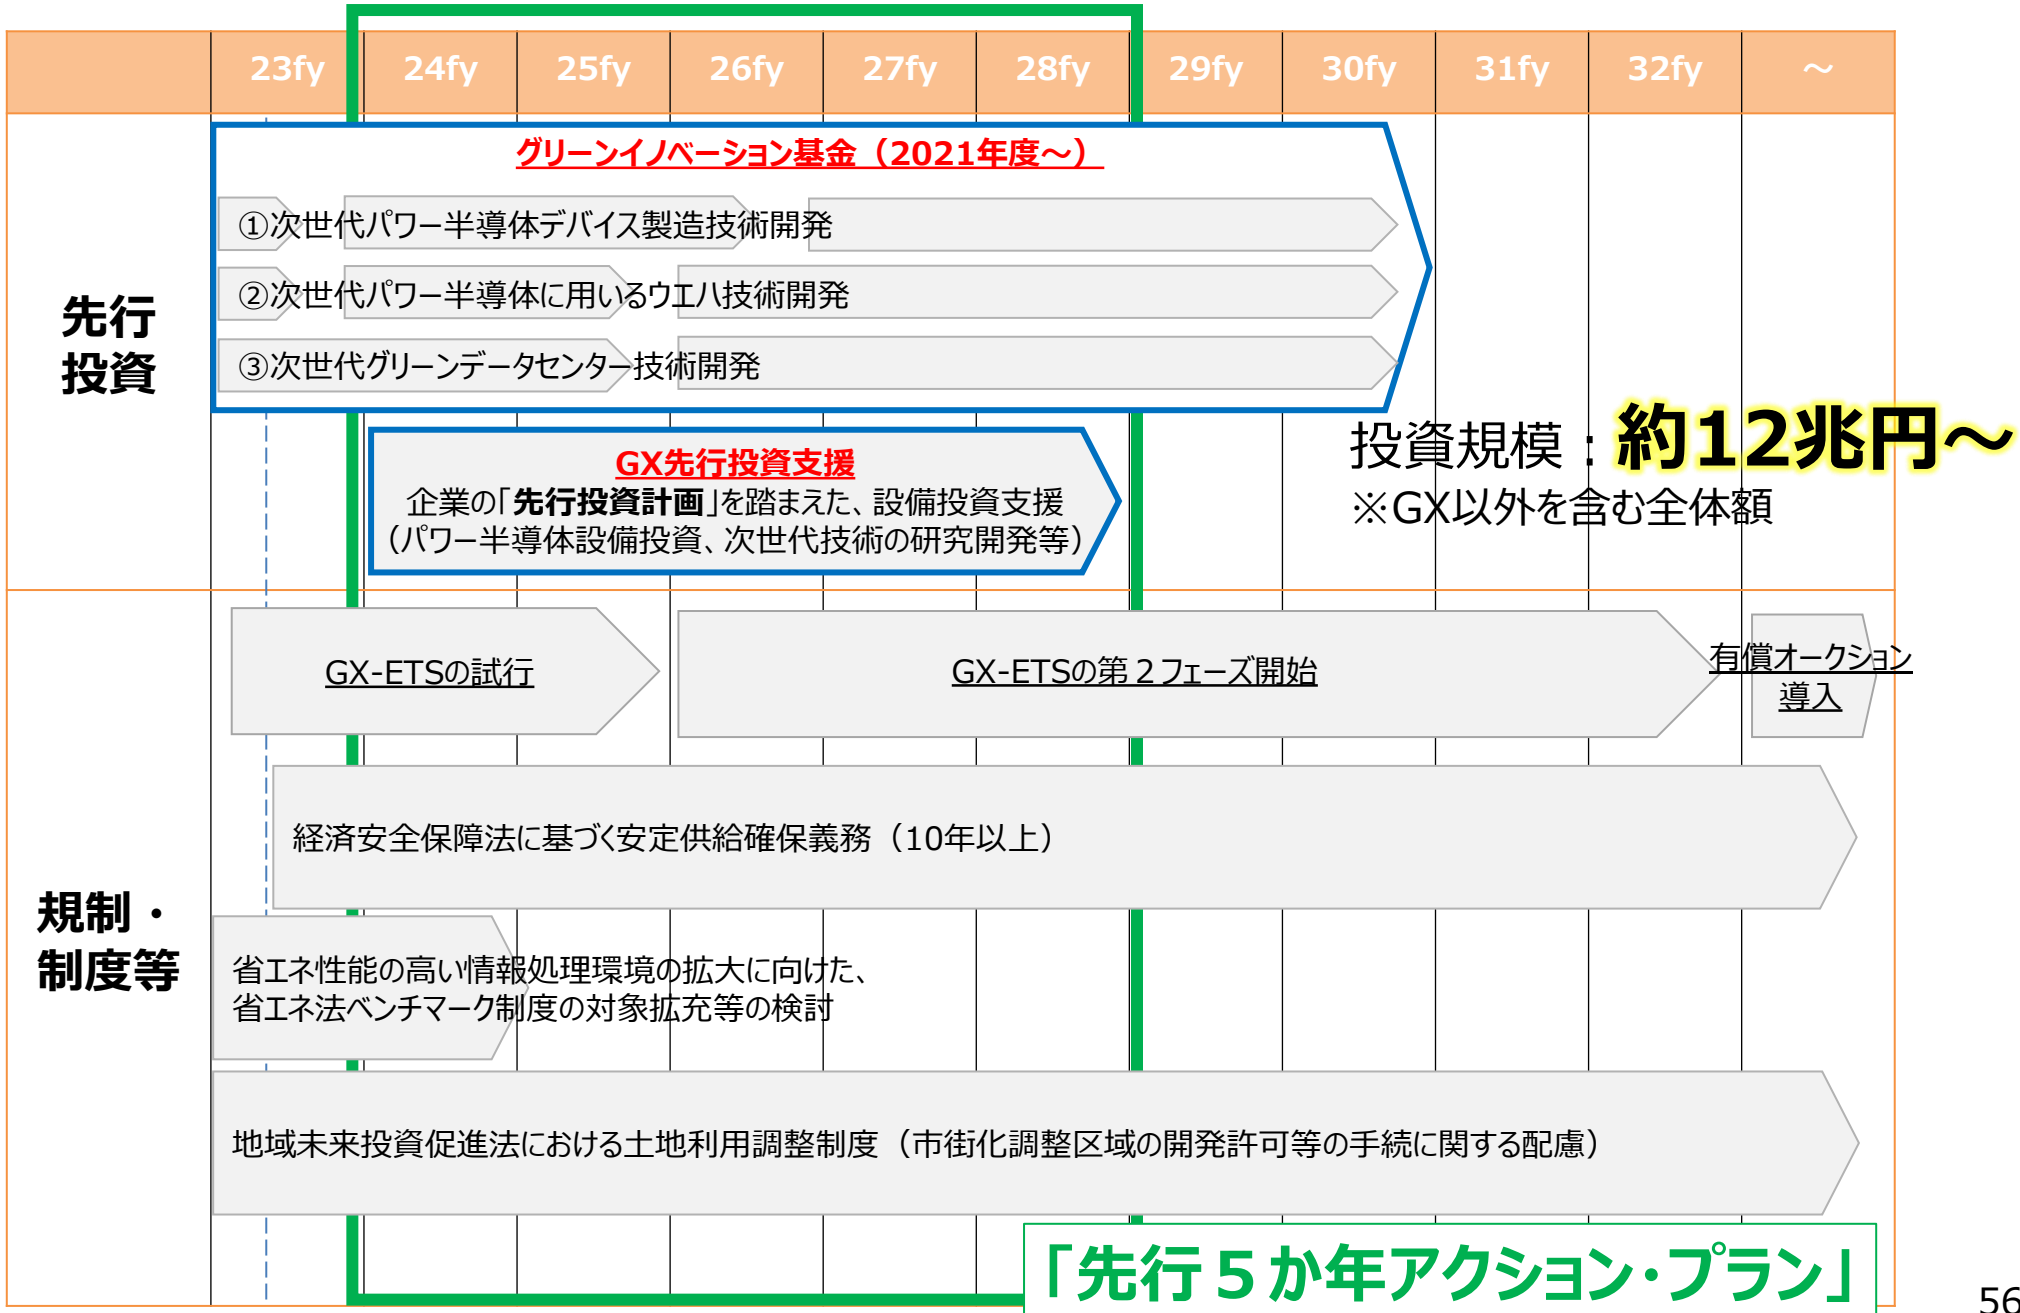 23fy 24fy 25fy 26fy 27fy 28fy 29fy 30fy 31fy 32fy ～
先行
投資
グリーンイノベーション基金（2021年度～）
①次世代パワー半導体デバイス製造技術開発
②次世代パワー半導体に用いるウエハ技術開発
③次世代グリーンデータセンター技術開発
GX先行投資支援
企業の「先行投資計画」を踏まえた、設備投資支援
（パワー半導体設備投資、次世代技術の研究開発等）
投資規模：約12兆円～
※GX以外を含む全体額
規制・
制度等
GX-ETSの試行
GX-ETSの第２フェーズ開始
有償オークション
導入
経済安全保障法に基づく安定供給確保義務（10年以上）
省エネ性能の高い情報処理環境の拡大に向けた、
省エネ法ベンチマーク制度の対象拡充等の検討
地域未来投資促進法における土地利用調整制度（市街化調整区域の開発許可等の手続に関する配慮）
「先行５か年アクション・プラン」
56